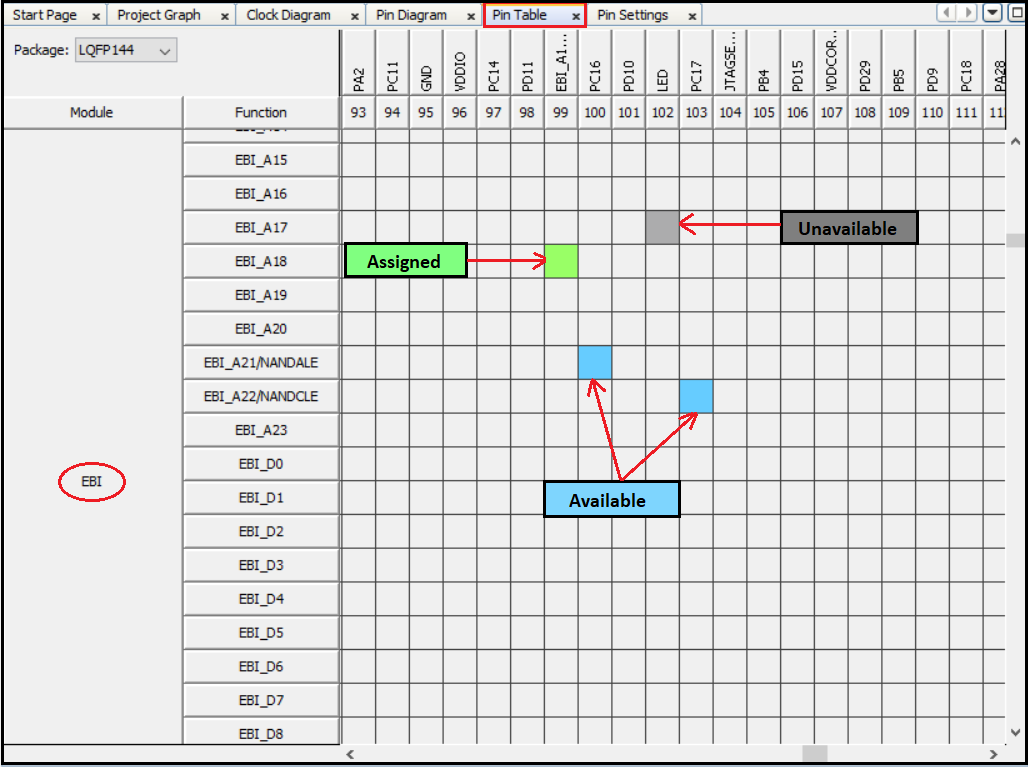 Start Page x Project Graph x Clock Diagram x Pin Diagram x Pin Table x Pin Settings x
Package: LQFP144
PA2 PC11 GND VDDIO PC14 PD11 EBI_A1... PC16 PD10 LED PC17 JTAGSE... PB4 PD15 VDDCOR... PD29 PB5 PD9 PC18 PA28
Module Function 93 94 95 96 97 98 99 100 101 102 103 104 105 106 107 108 109 110 111
EBI_A15
EBI_A16
EBI_A17 Unavailable
EBI_A18 Assigned
EBI_A19
EBI_A20
EBI_A21/NANDALE
EBI_A22/NANDCLE
EBI_A23
EBI_D0
EBI
EBI_D1 Available
EBI_D2
EBI_D3
EBI_D4
EBI_D5
EBI_D6
EBI_D7
EBI_D8